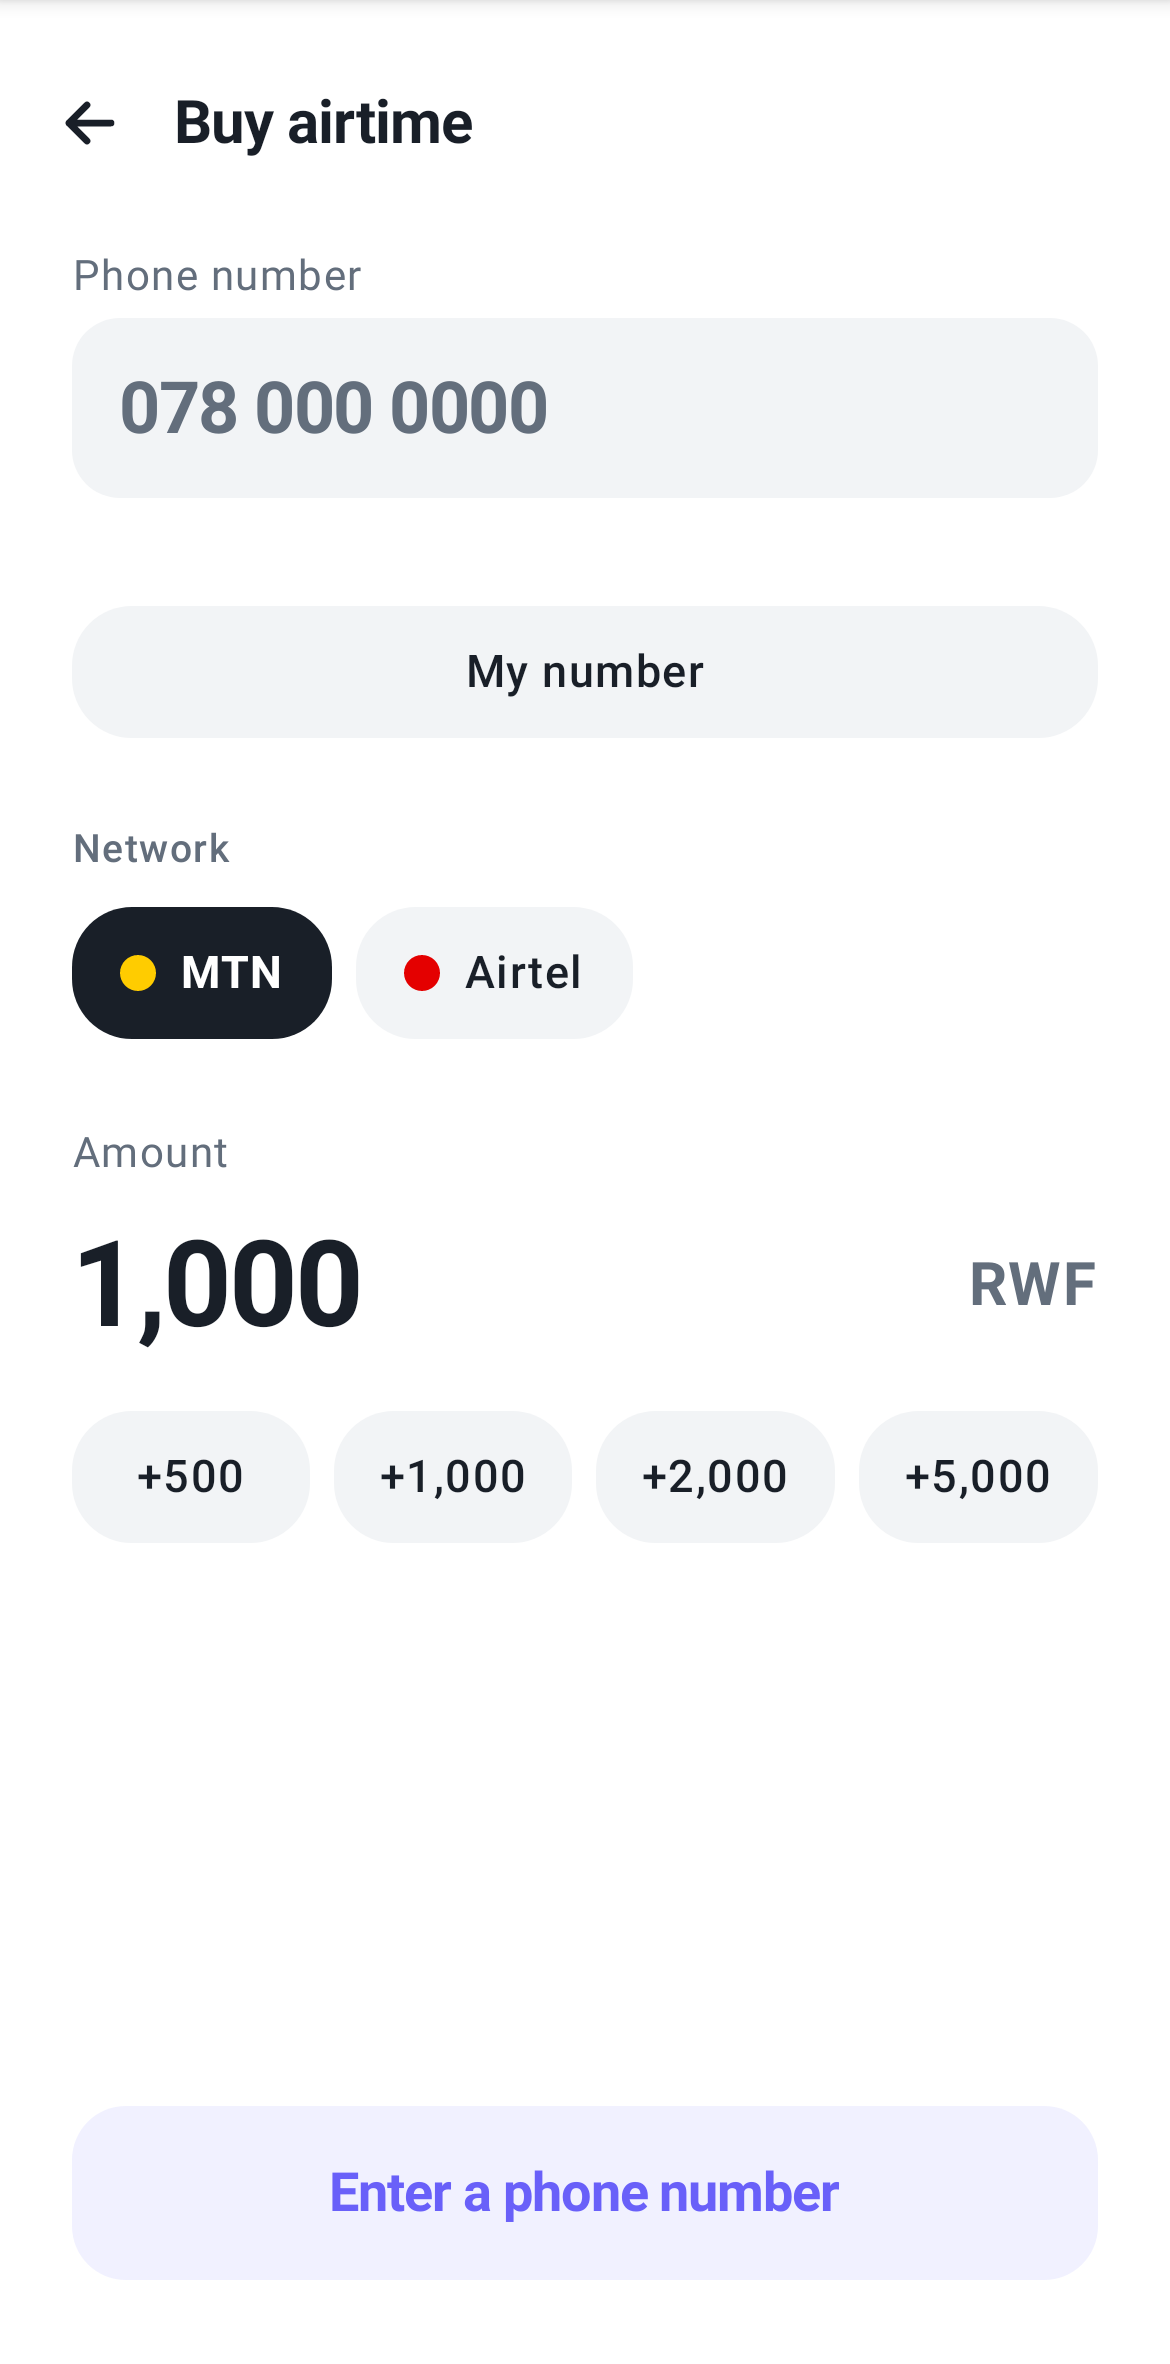 Buy airtime
Phone number
078 000 0000
My number
Network
MTN
Airtel
Amount
1,000
RWF
+500
+1,000
+2,000
+5,000
Enter a phone number